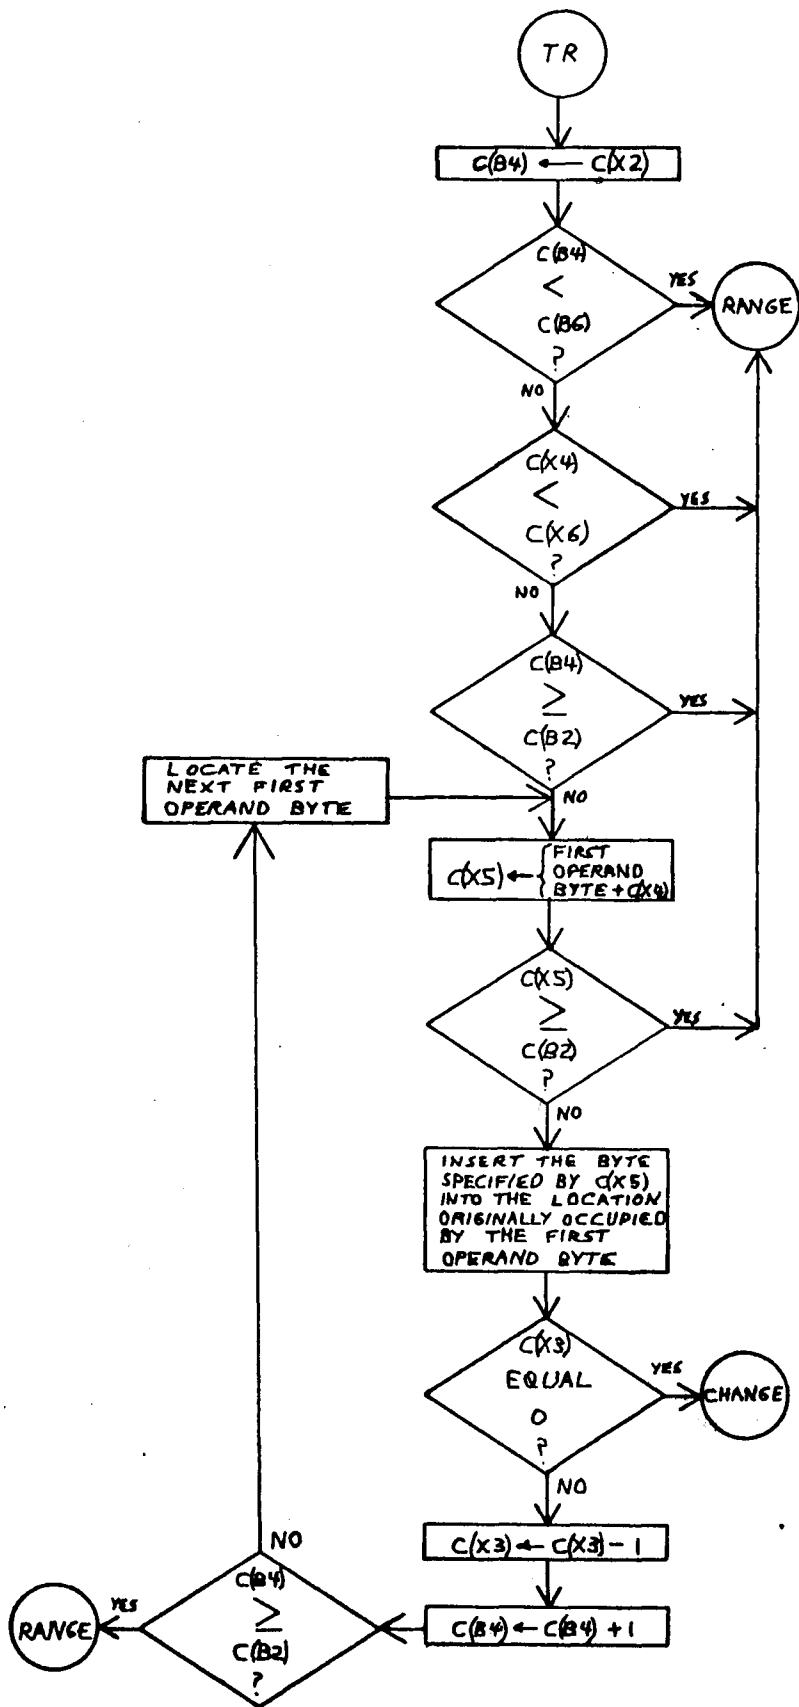 TR
C(B4) ← C(X2)
C(B4)
<
C(B6)
?
YES
RANGE
NO
C(X4)
<
C(X6)
?
YES
NO
C(B4)
≥
C(B2)
?
YES
NO
LOCATE THE
NEXT FIRST
OPERAND BYTE
C(X5) ← { FIRST
OPERAND
BYTE + C(X4)
C(X5)
≥
C(B2)
?
YES
NO
INSERT THE BYTE
SPECIFIED BY C(X5)
INTO THE LOCATION
ORIGINALLY OCCUPIED
BY THE FIRST
OPERAND BYTE
C(X3)
EQUAL
0
?
YES
CHANGE
NO
C(X3) ← C(X3) - 1
NO
C(B4)
≥
C(B2)
?
YES
RANGE
C(B4) ← C(B4) + 1